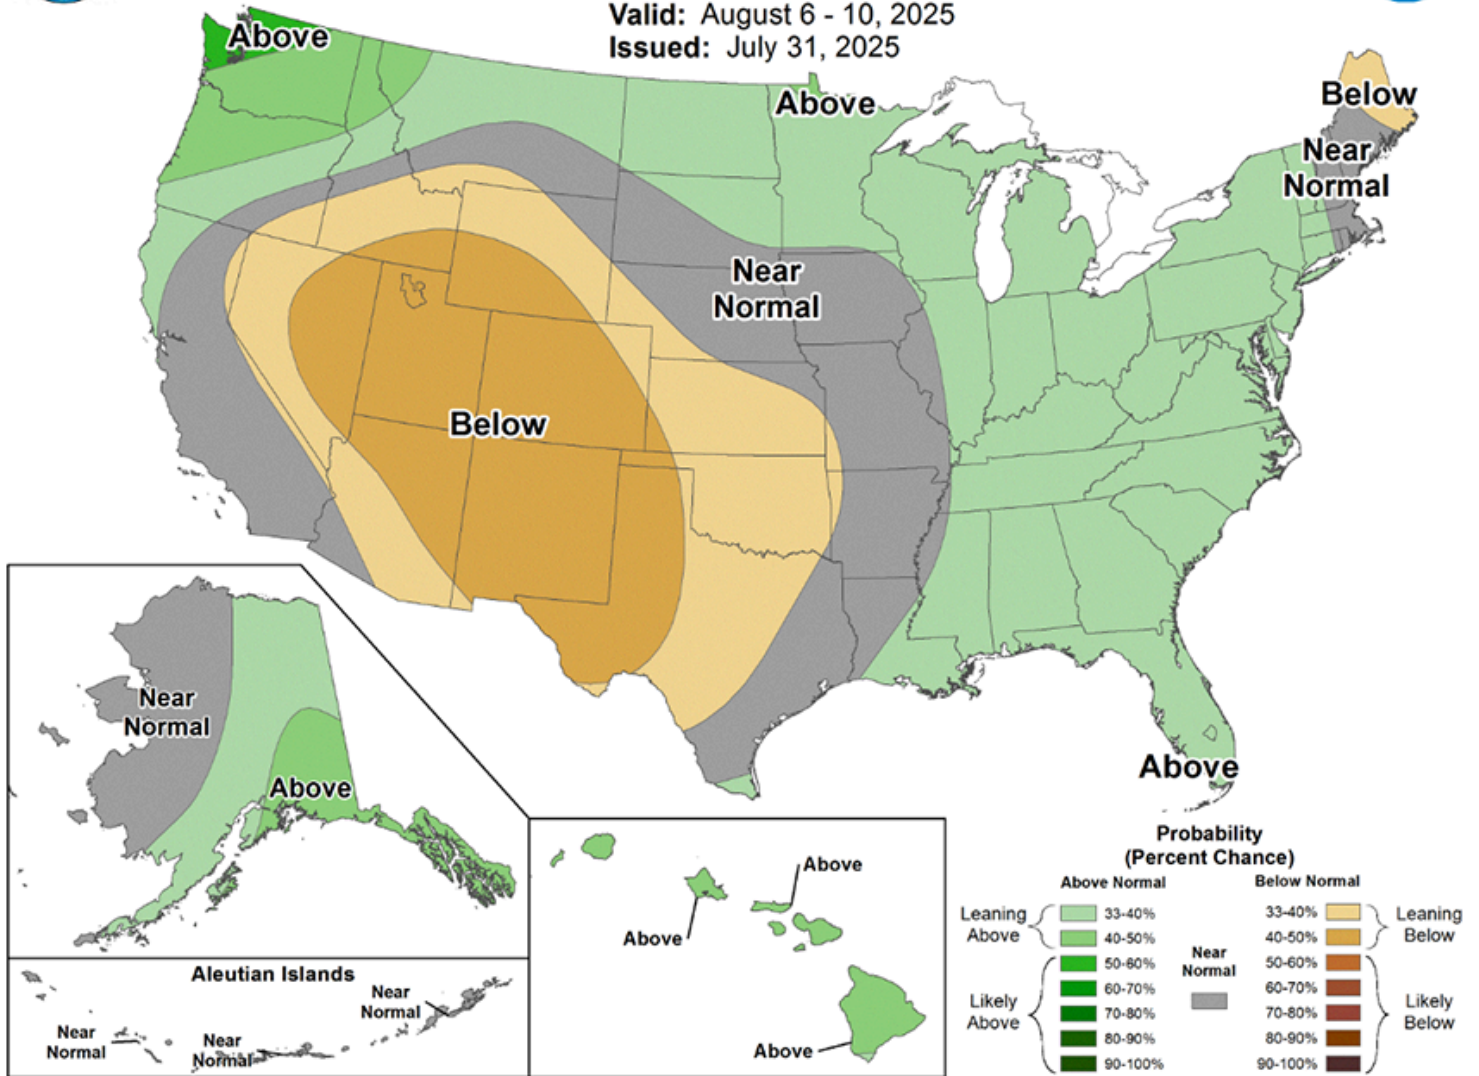 Valid: August 6 - 10, 2025
Issued: July 31, 2025
Above
Above
Below
Near
Normal
Near
Normal
Below
Above
Near
Normal
Above
Aleutian Islands
Near
Normal
Near
Normal
Near
Normal
Above
Above
Above
Probability
(Percent Chance)
Above Normal
Below Normal
Leaning
Above
33-40%
40-50%
50-60%
60-70%
70-80%
80-90%
90-100%
Likely
Above
Near
Normal
33-40%
40-50%
50-60%
60-70%
70-80%
80-90%
90-100%
Leaning
Below
Likely
Below